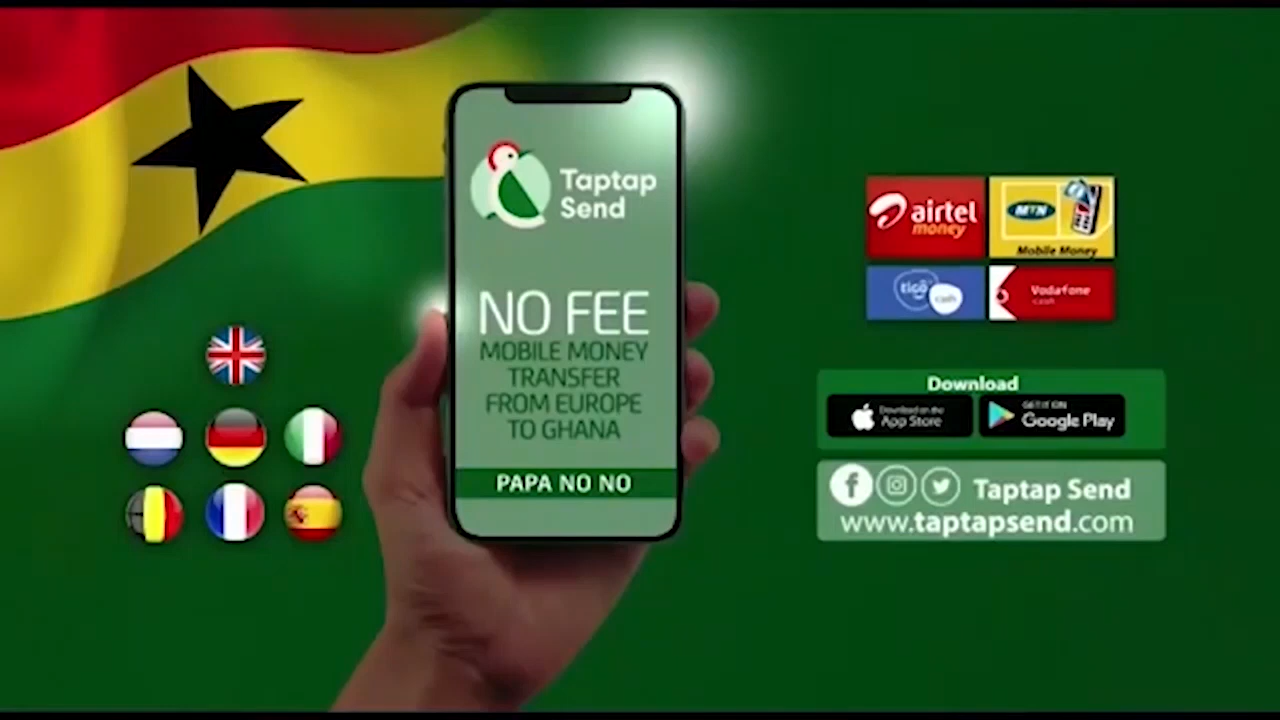 Taptap
Send
NO FEE
MOBILE MONEY
TRANSFER
FROM EUROPE
TO GHANA
PAPA NO NO
airtel
money
MTN
Mobile Money
tigo
cash
Vodafone
cash
Download
Download on the
App Store
GET IT ON
Google Play
Taptap Send
www.taptapsend.com